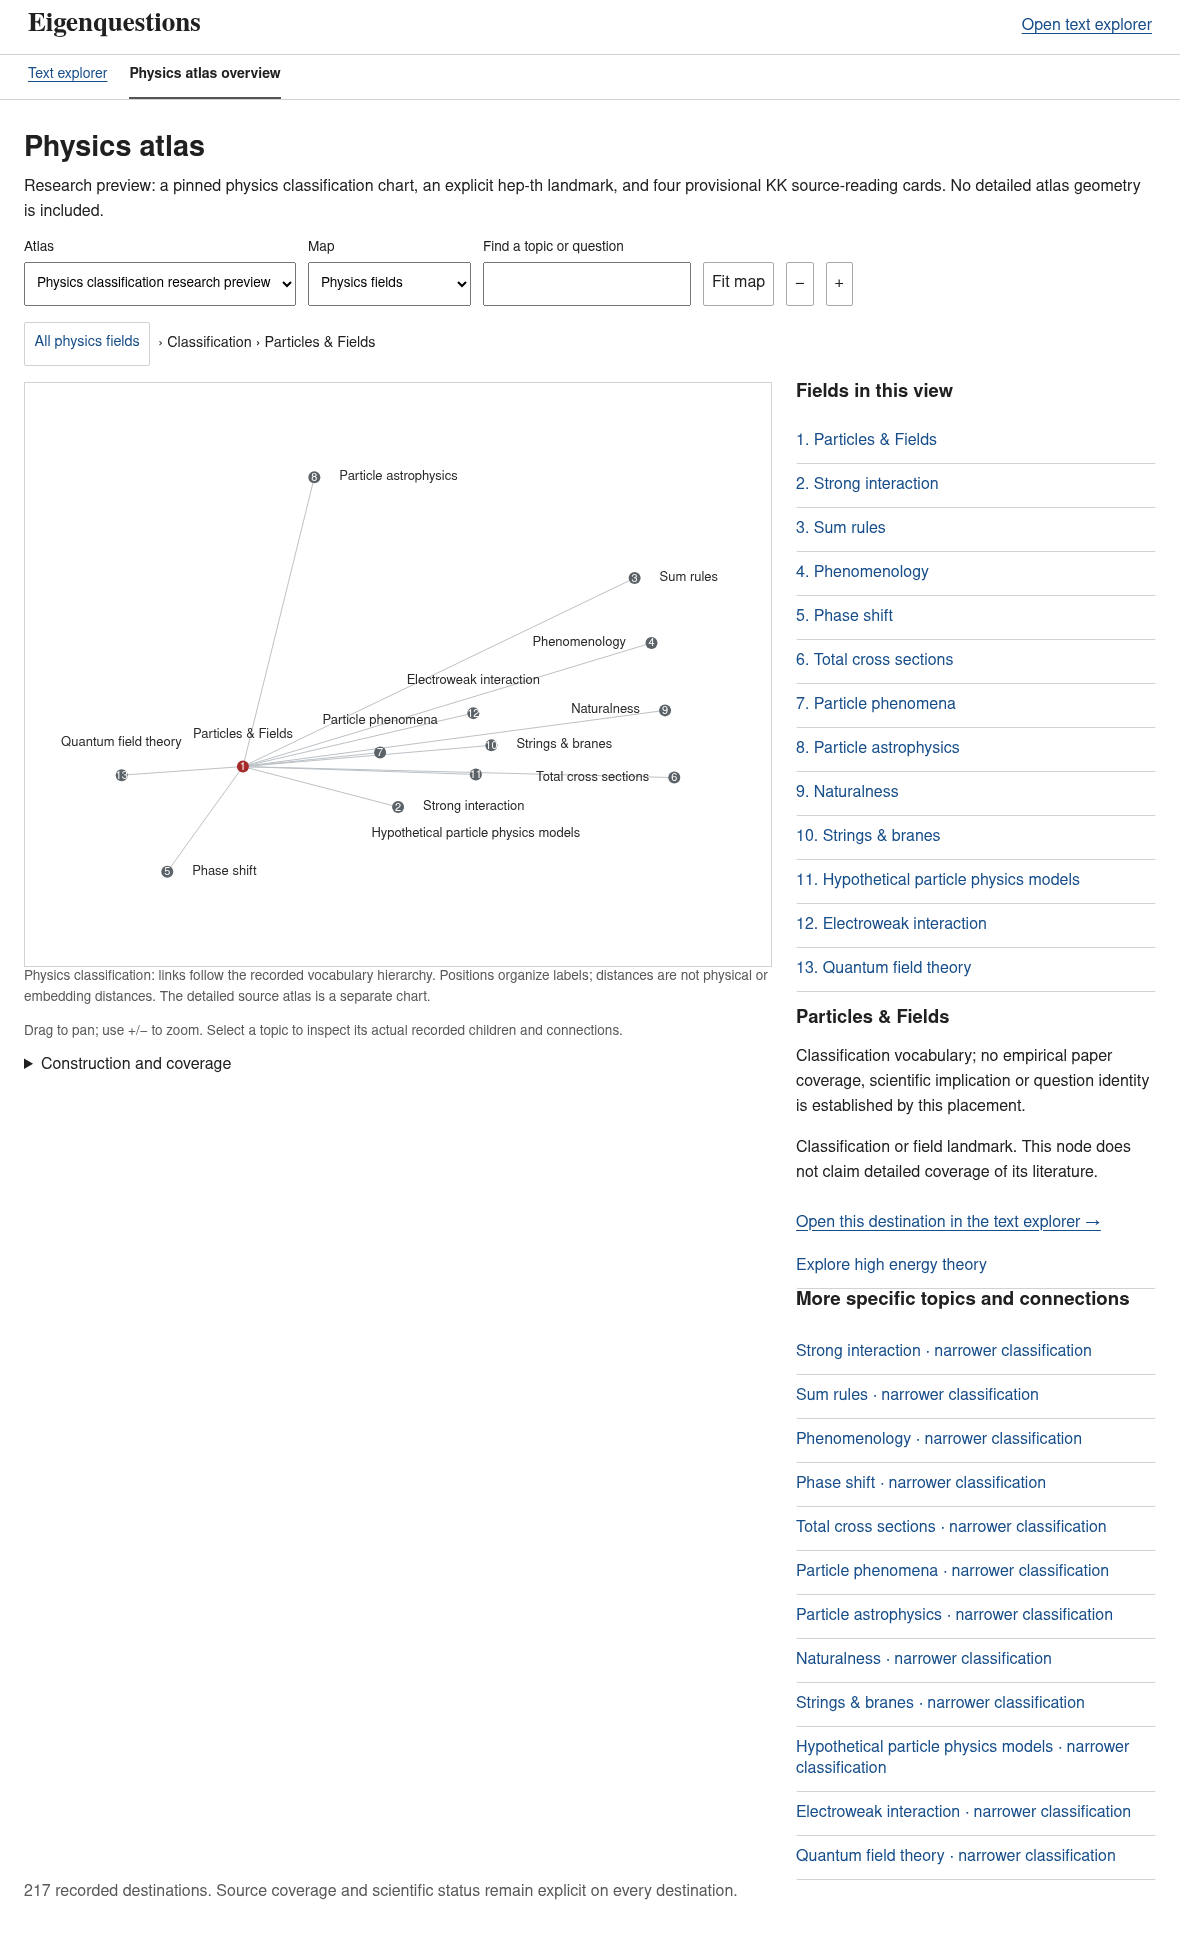 Eigenquestions
Open text explorer
Text explorer
Physics atlas overview
Physics atlas
Research preview: a pinned physics classification chart, an explicit hep-th landmark, and four provisional KK source-reading cards. No detailed atlas geometry
is included.
Atlas
Map
Find a topic or question
Physics classification research preview
Physics fields
Fit map
–
+
All physics fields
› Classification › Particles & Fields
8 Particle astrophysics
3 Sum rules
Phenomenology 4
Electroweak interaction
12
Naturalness 9
Particle phenomena
7
Particles & Fields
1
Quantum field theory
13
10 Strings & branes
11
Total cross sections 6
2 Strong interaction
Hypothetical particle physics models
5 Phase shift
Physics classification: links follow the recorded vocabulary hierarchy. Positions organize labels; distances are not physical or
embedding distances. The detailed source atlas is a separate chart.
Drag to pan; use +/– to zoom. Select a topic to inspect its actual recorded children and connections.
▶ Construction and coverage
Fields in this view
1. Particles & Fields
2. Strong interaction
3. Sum rules
4. Phenomenology
5. Phase shift
6. Total cross sections
7. Particle phenomena
8. Particle astrophysics
9. Naturalness
10. Strings & branes
11. Hypothetical particle physics models
12. Electroweak interaction
13. Quantum field theory
Particles & Fields
Classification vocabulary; no empirical paper
coverage, scientific implication or question identity
is established by this placement.
Classification or field landmark. This node does
not claim detailed coverage of its literature.
Open this destination in the text explorer →
Explore high energy theory
More specific topics and connections
Strong interaction · narrower classification
Sum rules · narrower classification
Phenomenology · narrower classification
Phase shift · narrower classification
Total cross sections · narrower classification
Particle phenomena · narrower classification
Particle astrophysics · narrower classification
Naturalness · narrower classification
Strings & branes · narrower classification
Hypothetical particle physics models · narrower
classification
Electroweak interaction · narrower classification
Quantum field theory · narrower classification
217 recorded destinations. Source coverage and scientific status remain explicit on every destination.